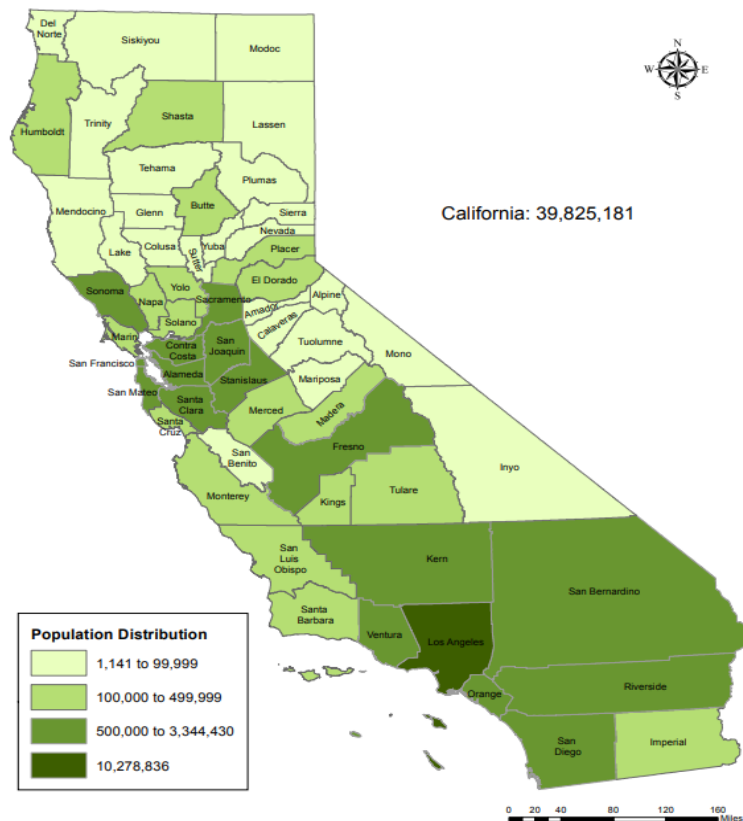 Del
Norte
Siskiyou
Modoc
N
W
E
S
Humboldt
Trinity
Shasta
Lassen
Tehama
Plumas
Mendocino
Glenn
Butte
Sierra
California: 39,825,181
Lake
Colusa
Sutter
Yuba
Nevada
Placer
Sonoma
Napa
Yolo
El Dorado
Sacramento
Solano
Amador
Alpine
Marin
Contra
Costa
San
Joaquin
Calaveras
Tuolumne
Mono
San Francisco
Alameda
Stanislaus
Mariposa
San Mateo
Santa
Clara
Santa
Cruz
Merced
Madera
San
Benito
Fresno
Inyo
Monterey
Kings
Tulare
San
Luis
Obispo
Kern
San Bernardino
Santa
Barbara
Ventura
Los Angeles
Orange
Riverside
San
Diego
Imperial
Population Distribution
1,141 to 99,999
100,000 to 499,999
500,000 to 3,344,430
10,278,836
0 20 40 80 120 160
Miles